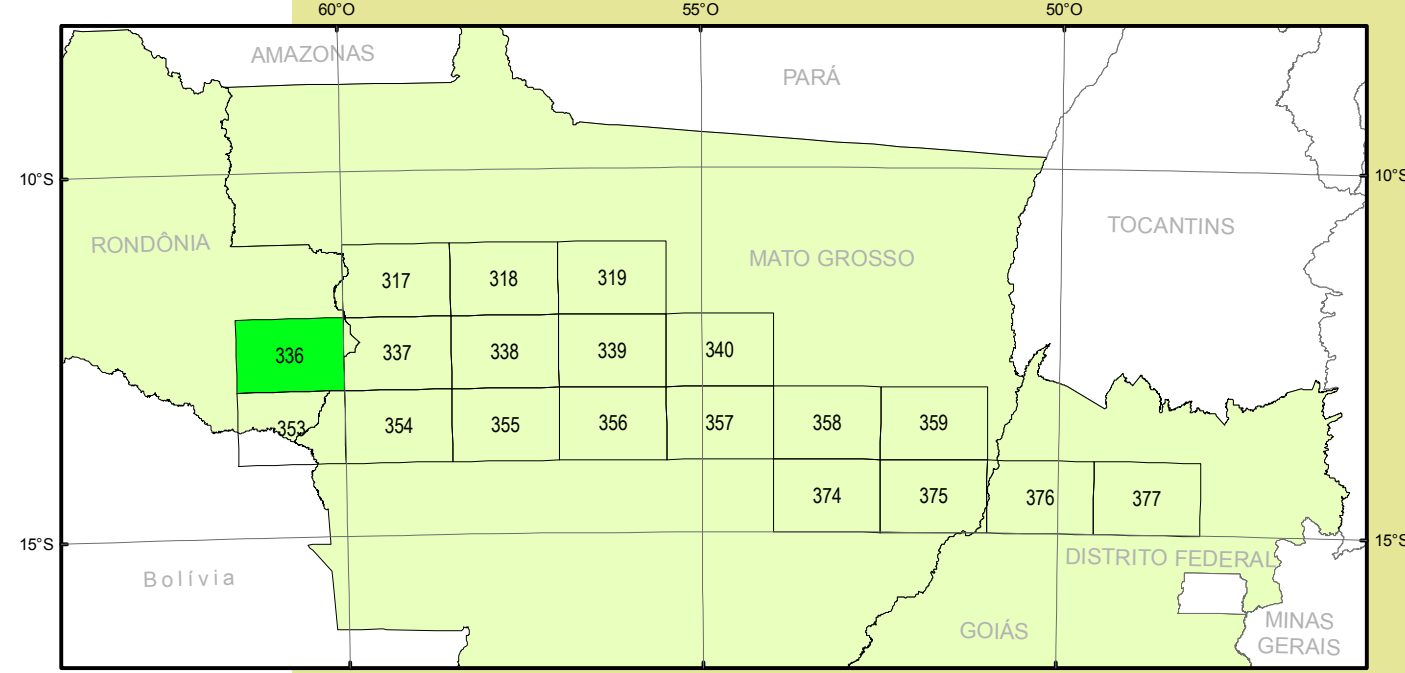 60°O 55°O 50°O
AMAZONAS
PARÁ
10°S 10°S
RONDÔNIA
TOCANTINS
MATO GROSSO
317 318 319
336 337 338 339 340
353 354 355 356 357 358 359
374 375 376 377
15°S 15°S
DISTRITO FEDERAL
Bolívia
GOIÁS
MINAS
GERAIS